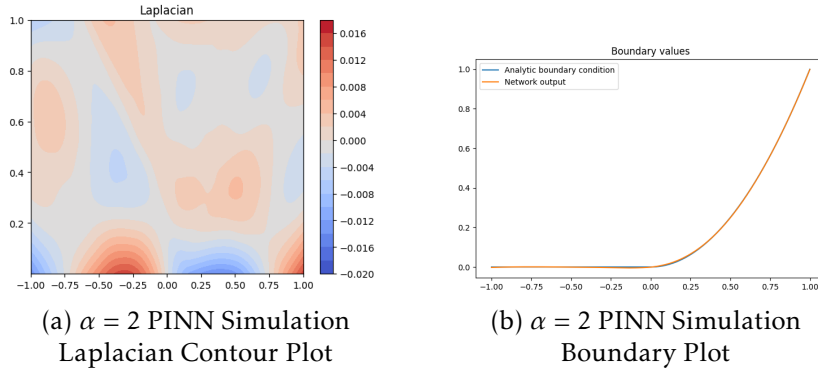 Laplacian
1.0
0.8
0.6
0.4
0.2
−1.00 −0.75 −0.50 −0.25 0.00 0.25 0.50 0.75 1.00
0.016
0.012
0.008
0.004
0.000
−0.004
−0.008
−0.012
−0.016
−0.020
(a) α = 2 PINN Simulation
Laplacian Contour Plot
Boundary values
Analytic boundary condition
Network output
1.0
0.8
0.6
0.4
0.2
0.0
−1.00 −0.75 −0.50 −0.25 0.00 0.25 0.50 0.75 1.00
(b) α = 2 PINN Simulation
Boundary Plot